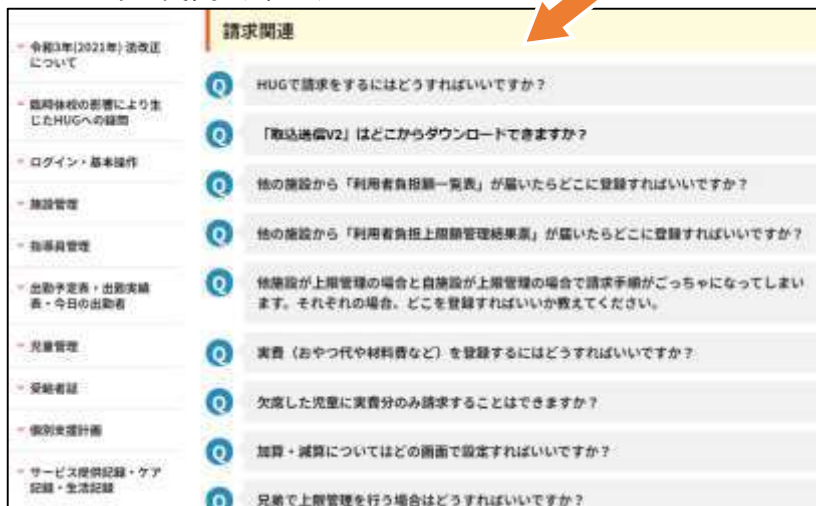 請求関連
令和3年(2021年) 法改正
について
臨時休校の影響により生
じたHUGへの疑問
ログイン・基本操作
施設管理
指導員管理
出勤予定表・出勤実績
表・今日の出勤者
児童管理
受給者証
個別支援計画
サービス提供記録・ケア
記録・生活記録
Q HUGで請求をするにはどうすればいいですか？
Q 「取込送信V2」はどこからダウンロードできますか？
Q 他の施設から「利用者負担額一覧表」が届いたらどこに登録すればいいですか？
Q 他の施設から「利用者負担上限額管理結果票」が届いたらどこに登録すればいいですか？
Q 他施設が上限管理の場合と自施設が上限管理の場合で請求手順がごっちゃになってしまい
ます。それぞれの場合、どこを登録すればいいか教えてください。
Q 実費（おやつ代や材料費など）を登録するにはどうすればいいですか？
Q 欠席した児童に実費分のみ請求することはできますか？
Q 加算・減算についてはどの画面で設定すればいいですか？
Q 兄弟で上限管理を行う場合はどうすればいいですか？